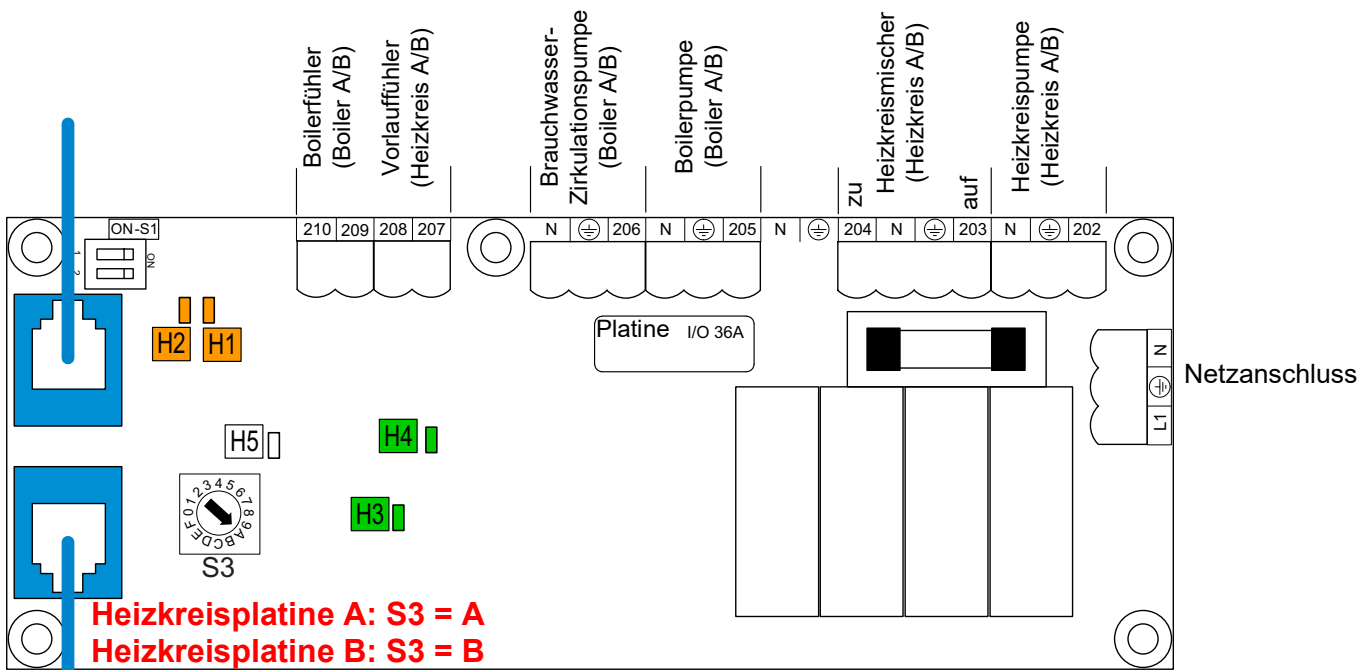 Boilerfühler
(Boiler A/B)
Vorlauffühler
(Heizkreis A/B)
Brauchwasser-
Zirkulationspumpe
(Boiler A/B)
Boilerpumpe
(Boiler A/B)
zu
Heizkreismischer
(Heizkreis A/B)
auf
Heizkreispumpe
(Heizkreis A/B)
ON-S1
210 209 208 207
N 206 N 205 N 204 N 203 N 202
1
2
ON
H2 H1
Platine I/O 36A
N
L1
Netzanschluss
H5
H4
H3
0123456789ABCDEF
S3
Heizkreisplatine A: S3 = A
Heizkreisplatine B: S3 = B